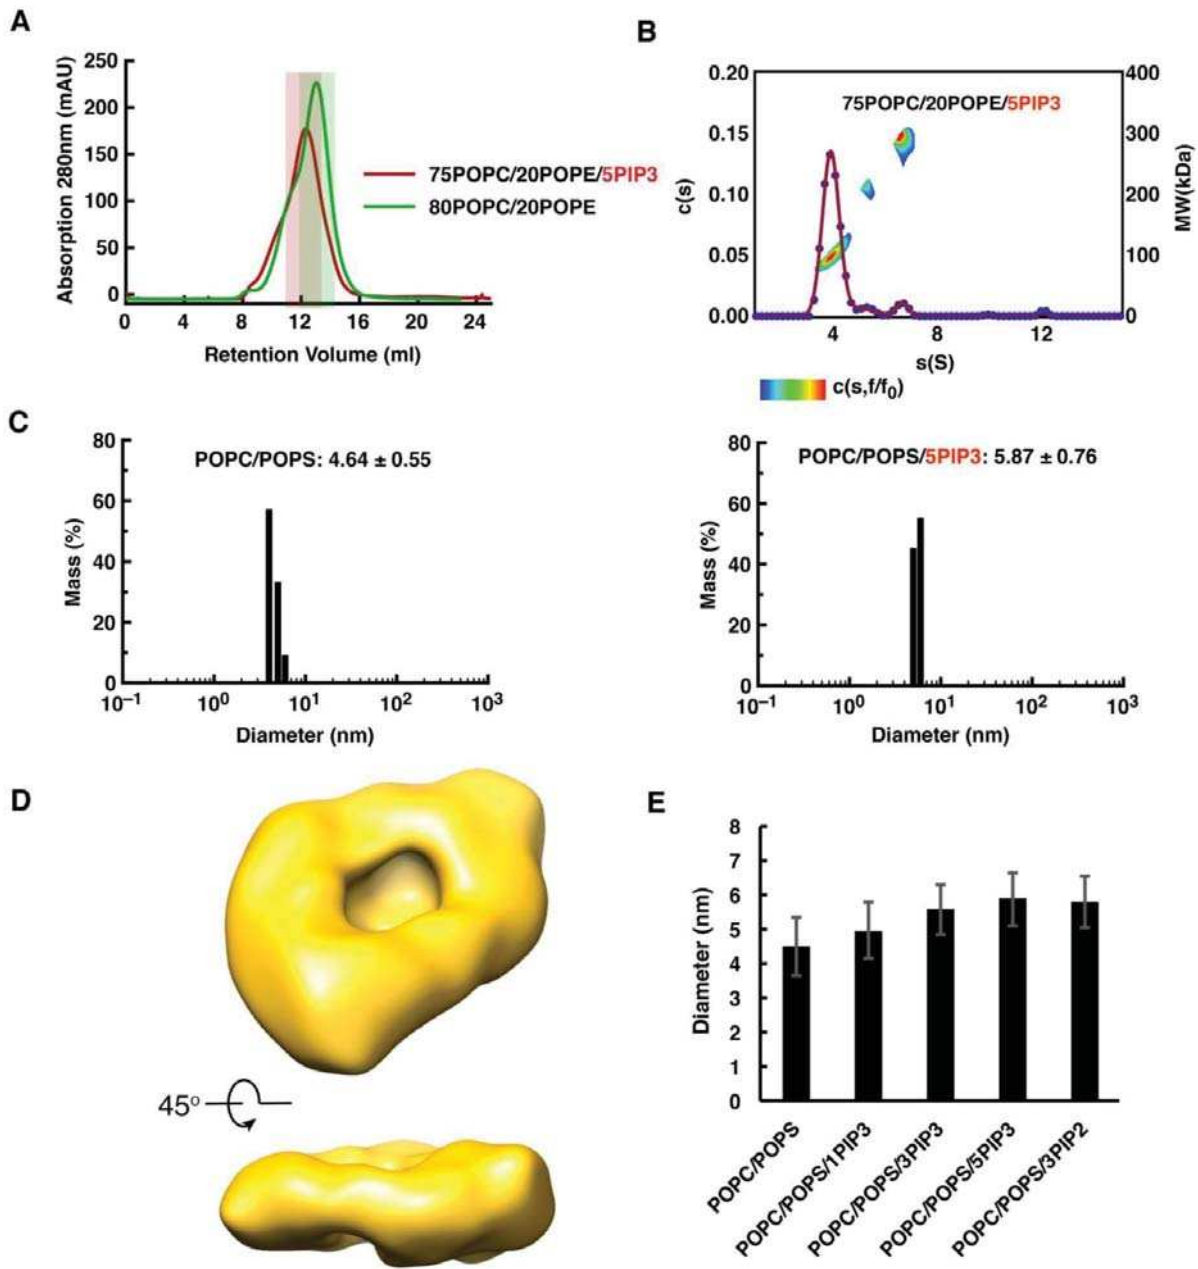 A
250
200
150
100
50
0
Absorption 280nm (mAU)
0 4 8 12 16 20 24
Retention Volume (ml)
75POPC/20POPE/5PIP3
80POPC/20POPE
B
0.20
0.15
0.10
0.05
0.00
c(s)
75POPC/20POPE/5PIP3
400
300
200
100
0
MW(kDa)
4 8 12
s(S)
c(s,f/f₀)
C
80
60
40
20
0
Mass (%)
POPC/POPS: 4.64 ± 0.55
10⁻¹ 10⁰ 10¹ 10² 10³
Diameter (nm)
80
60
40
20
0
Mass (%)
POPC/POPS/5PIP3: 5.87 ± 0.76
10⁻¹ 10⁰ 10¹ 10² 10³
Diameter (nm)
D
45º
E
8
7
6
5
4
3
2
1
0
Diameter (nm)
POPC/POPS
POPC/POPS/1PIP3
POPC/POPS/3PIP3
POPC/POPS/5PIP3
POPC/POPS/3PIP2